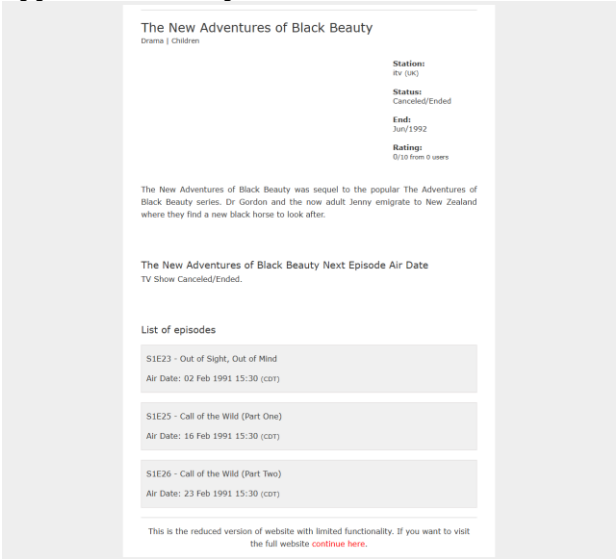 The New Adventures of Black Beauty
Drama | Children
Station:
itv (UK)
Status:
Canceled/Ended
End:
Jun/1992
Rating:
0/10 from 0 users
The New Adventures of Black Beauty was sequel to the popular The Adventures of
Black Beauty series. Dr Gordon and the now adult Jenny emigrate to New Zealand
where they find a new black horse to look after.
The New Adventures of Black Beauty Next Episode Air Date
TV Show Canceled/Ended.
List of episodes
S1E23 - Out of Sight, Out of Mind
Air Date: 02 Feb 1991 15:30 (CDT)
S1E25 - Call of the Wild (Part One)
Air Date: 16 Feb 1991 15:30 (CDT)
S1E26 - Call of the Wild (Part Two)
Air Date: 23 Feb 1991 15:30 (CDT)
This is the reduced version of website with limited functionality. If you want to visit
the full website continue here.